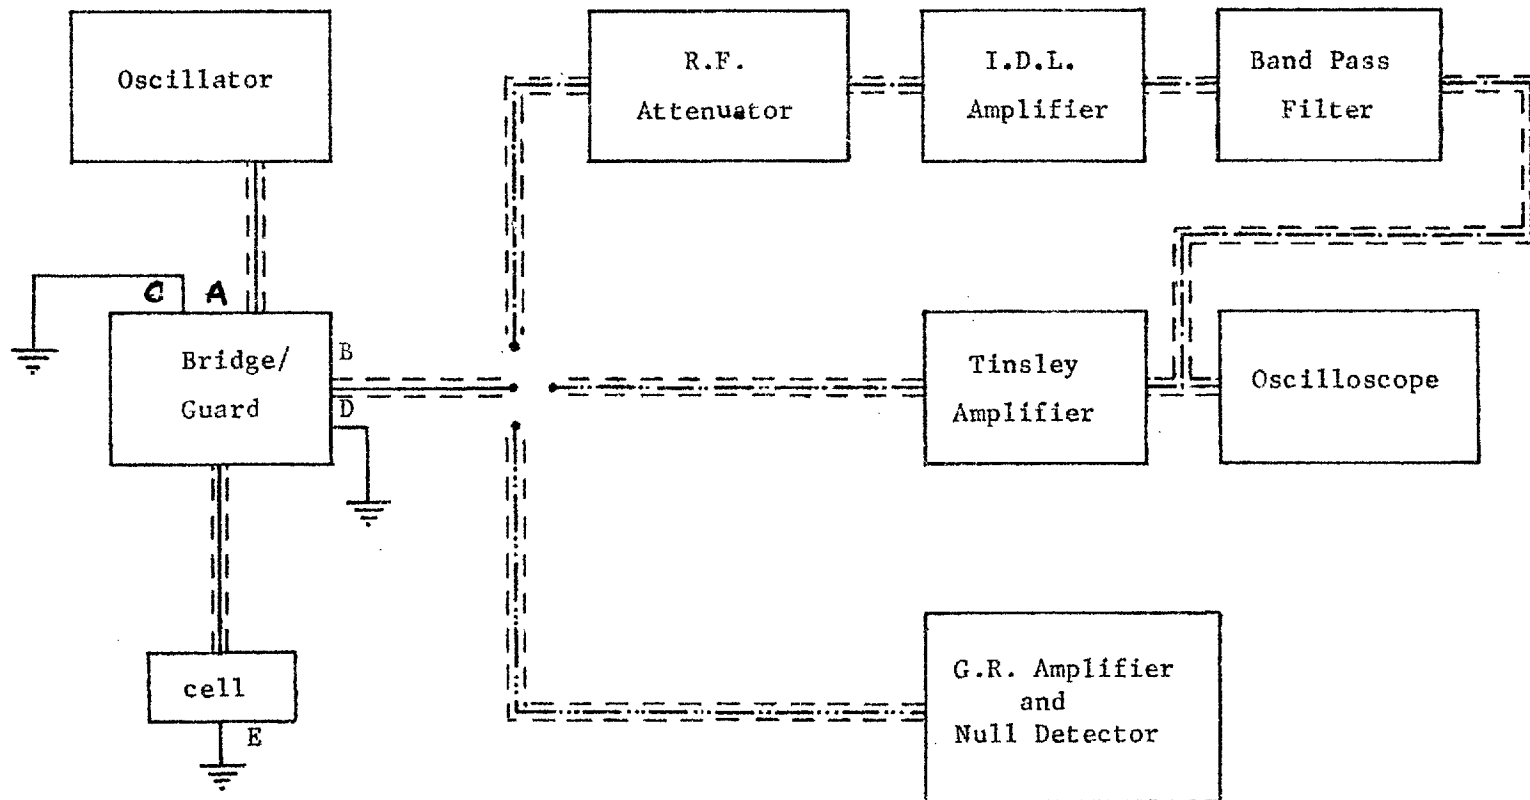 Oscillator
R.F.
Attenuator
I.D.L.
Amplifier
Band Pass
Filter
C A
Bridge/
Guard
B
D
Tinsley
Amplifier
Oscilloscope
cell
E
G.R. Amplifier
and
Null Detector